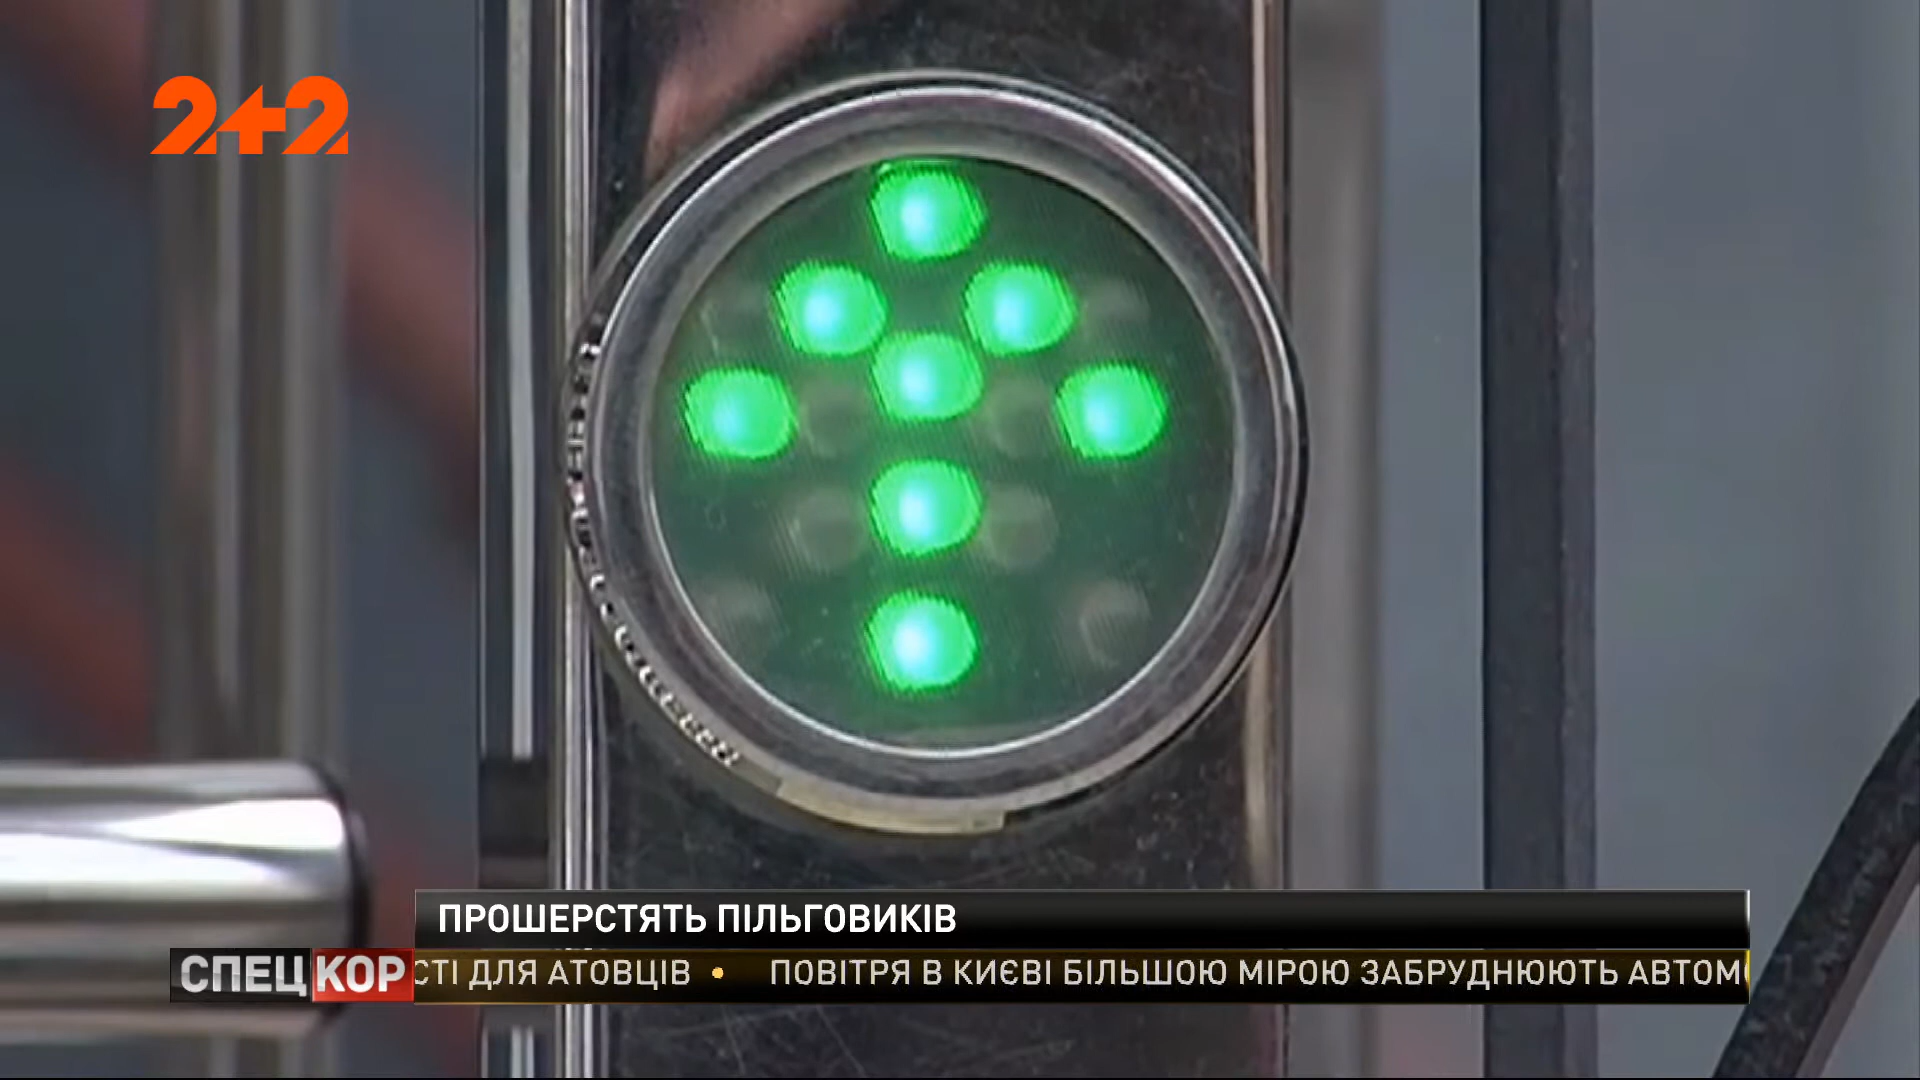 2+2
ПРОШЕРСТЯТЬ ПІЛЬГОВИКІВ
СПЕЦКОР
СТІ ДЛЯ АТОВЦІВ • ПОВІТРЯ В КИЄВІ БІЛЬШОЮ МІРОЮ ЗАБРУДНЮЮТЬ АВТОМ